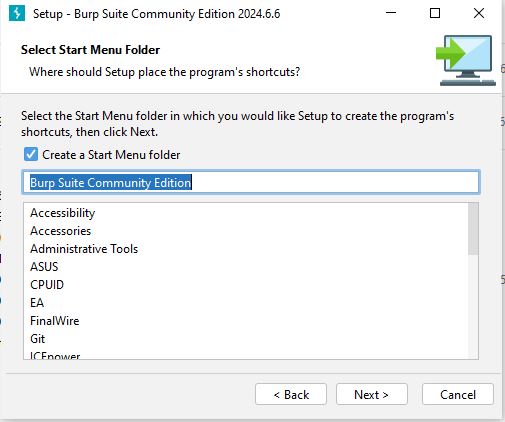 Setup - Burp Suite Community Edition 2024.6.6
Select Start Menu Folder
Where should Setup place the program's shortcuts?
Select the Start Menu folder in which you would like Setup to create the program's
shortcuts, then click Next.
Create a Start Menu folder
Burp Suite Community Edition
Accessibility
Accessories
Administrative Tools
ASUS
CPUID
EA
FinalWire
Git
ICEpower
< Back
Next >
Cancel